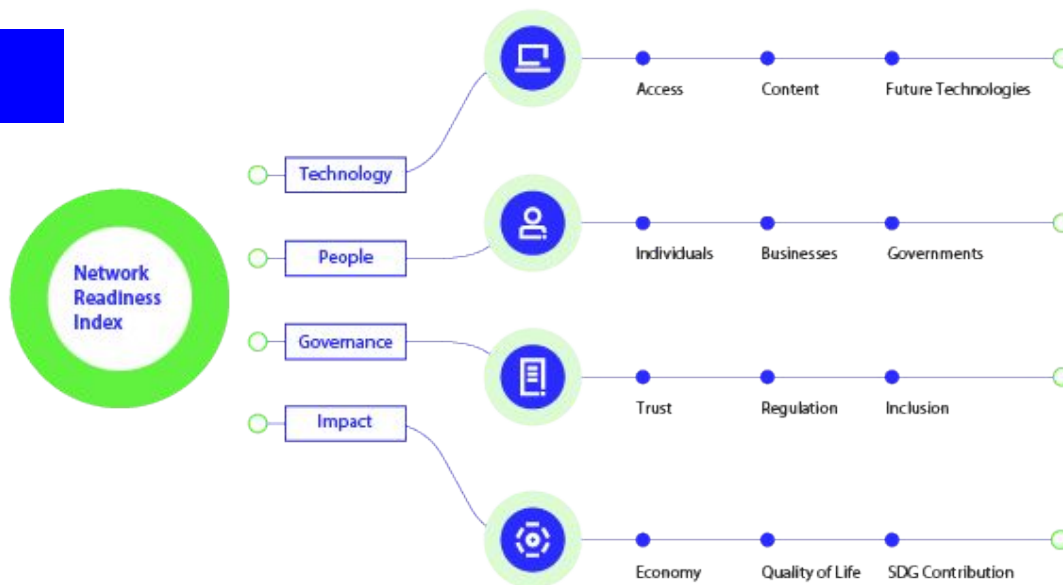 Network
Readiness
Index
Technology
Access
Content
Future Technologies
People
Individuals
Businesses
Governments
Governance
Trust
Regulation
Inclusion
Impact
Economy
Quality of Life
SDG Contribution